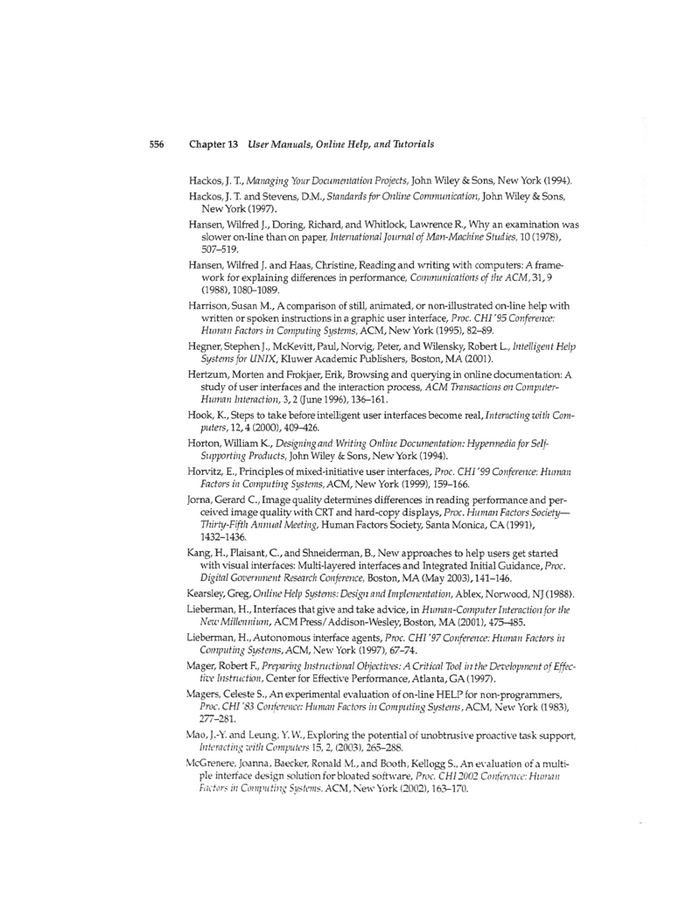 556 Chapter 13 User Manuals, Online Help, and Tutorials
Hackos, J. T., Managing Your Documentation Projects, John Wiley & Sons, New York (1994).
Hackos, J. T. and Stevens, D.M., Standards for Online Communication, John Wiley & Sons,
New York (1997).
Hansen, Wilfred J., Doring, Richard, and Whitlock, Lawrence R., Why an examination was
slower on-line than on paper, International Journal of Man-Machine Studies, 10 (1978),
507–519.
Hansen, Wilfred J. and Haas, Christine, Reading and writing with computers: A frame-
work for explaining differences in performance, Communications of the ACM, 31, 9
(1988), 1080–1089.
Harrison, Susan M., A comparison of still, animated, or non-illustrated on-line help with
written or spoken instructions in a graphic user interface, Proc. CHI '95 Conference:
Human Factors in Computing Systems, ACM, New York (1995), 82–89.
Hegner, Stephen J., McKevitt, Paul, Norvig, Peter, and Wilensky, Robert L., Intelligent Help
Systems for UNIX, Kluwer Academic Publishers, Boston, MA (2001).
Hertzum, Morten and Frokjaer, Erik, Browsing and querying in online documentation: A
study of user interfaces and the interaction process, ACM Transactions on Computer-
Human Interaction, 3, 2 (June 1996), 136–161.
Hook, K., Steps to take before intelligent user interfaces become real, Interacting with Com-
puters, 12, 4 (2000), 409–426.
Horton, William K., Designing and Writing Online Documentation: Hypermedia for Self-
Supporting Products, John Wiley & Sons, New York (1994).
Horvitz, E., Principles of mixed-initiative user interfaces, Proc. CHI '99 Conference: Human
Factors in Computing Systems, ACM, New York (1999), 159–166.
Jorna, Gerard C., Image quality determines differences in reading performance and per-
ceived image quality with CRT and hard-copy displays, Proc. Human Factors Society—
Thirty-Fifth Annual Meeting, Human Factors Society, Santa Monica, CA (1991),
1432–1436.
Kang, H., Plaisant, C., and Shneiderman, B., New approaches to help users get started
with visual interfaces: Multi-layered interfaces and Integrated Initial Guidance, Proc.
Digital Government Research Conference, Boston, MA (May 2003), 141–146.
Kearsley, Greg, Online Help Systems: Design and Implementation, Ablex, Norwood, NJ (1988).
Lieberman, H., Interfaces that give and take advice, in Human-Computer Interaction for the
New Millennium, ACM Press/Addison-Wesley, Boston, MA (2001), 475–485.
Lieberman, H., Autonomous interface agents, Proc. CHI '97 Conference: Human Factors in
Computing Systems, ACM, New York (1997), 67–74.
Mager, Robert F., Preparing Instructional Objectives: A Critical Tool in the Development of Effec-
tive Instruction, Center for Effective Performance, Atlanta, GA (1997).
Magers, Celeste S., An experimental evaluation of on-line HELP for non-programmers,
Proc. CHI '83 Conference: Human Factors in Computing Systems, ACM, New York (1983),
277–281.
Mao, J.-Y. and Leung, Y. W., Exploring the potential of unobtrusive proactive task support,
Interacting with Computers 15, 2, (2003), 265–288.
McGrenere, Joanna, Baecker, Ronald M., and Booth, Kellogg S., An evaluation of a multi-
ple interface design solution for bloated software, Proc. CHI 2002 Conference: Human
Factors in Computing Systems. ACM, New York (2002), 163–170.